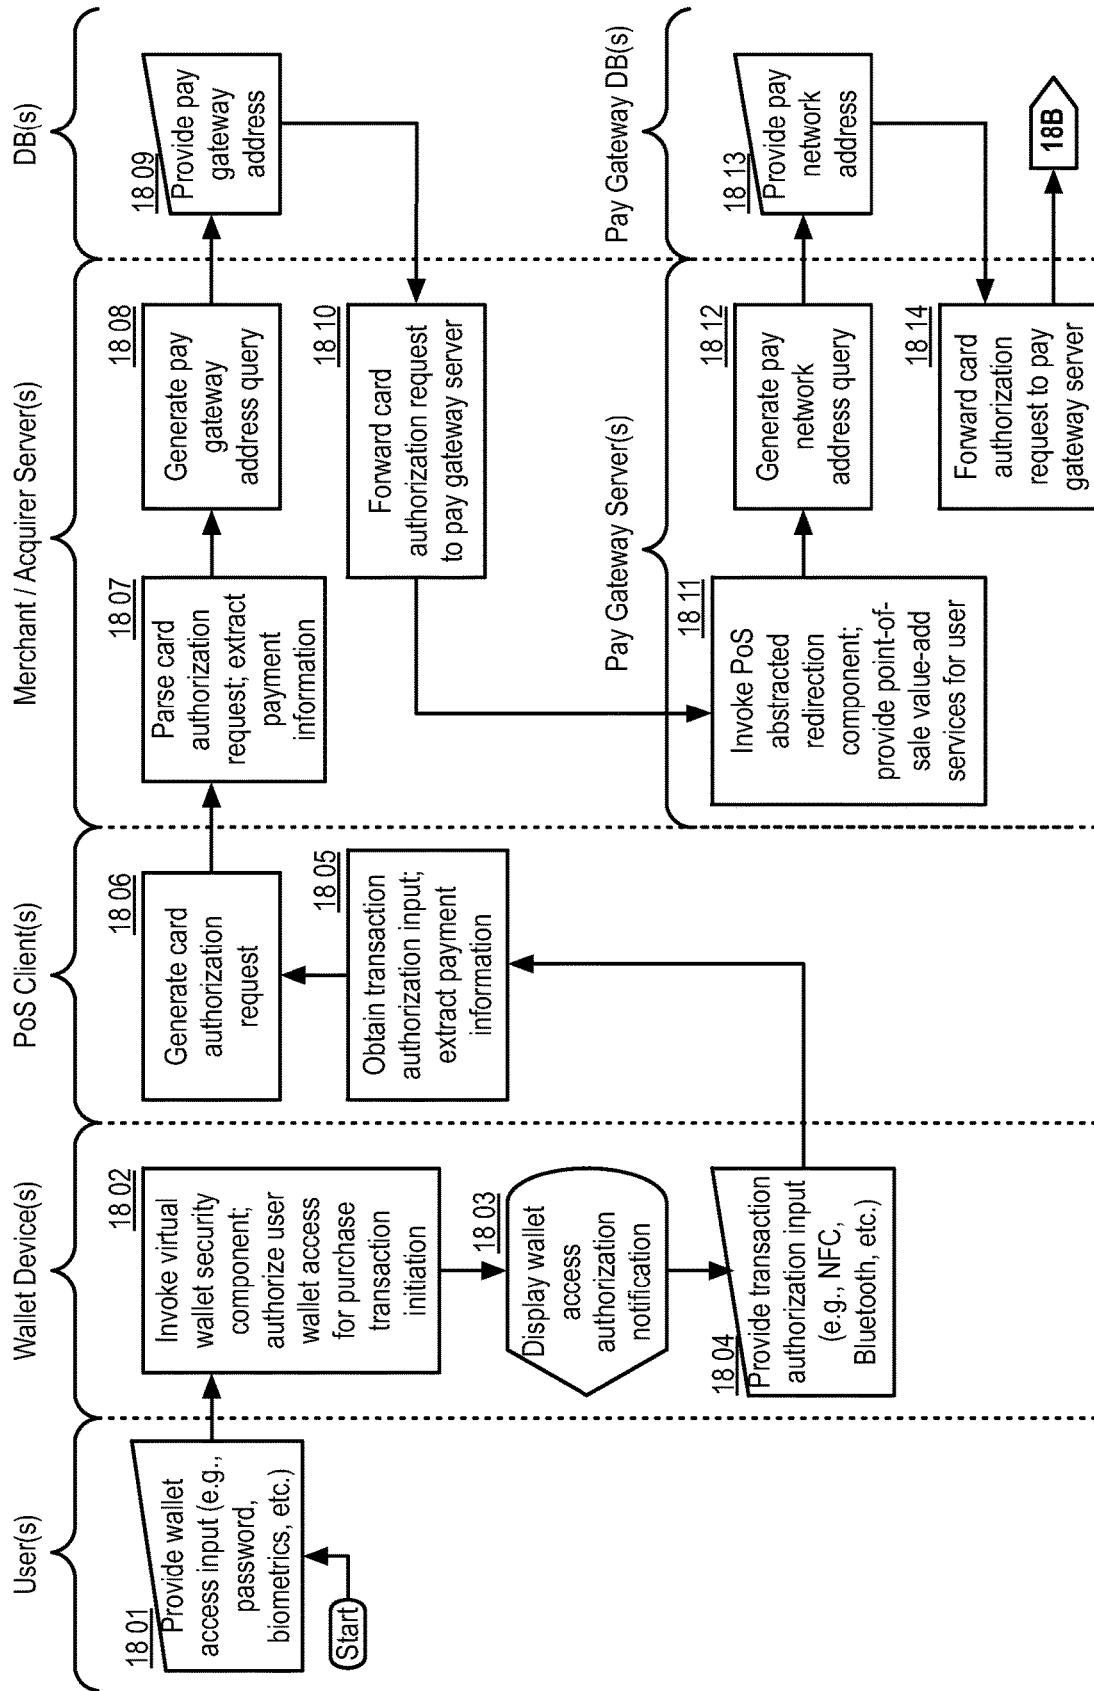 User(s)
Wallet Device(s)
PoS Client(s)
Merchant / Acquirer Server(s)
DB(s)
Start
18 01
Provide wallet
access input (e.g.,
password,
biometrics, etc.)
18 02
Invoke virtual
wallet security
component;
authorize user
wallet access
for purchase
transaction
initiation
18 03
Display wallet
access
authorization
notification
18 04
Provide transaction
authorization input
(e.g., NFC,
Bluetooth, etc.)
18 05
Obtain transaction
authorization input;
extract payment
information
18 06
Generate card
authorization
request
18 07
Parse card
authorization
request; extract
payment
information
18 08
Generate pay
gateway
address query
18 09
Provide pay
gateway
address
18 10
Forward card
authorization request
to pay gateway server
Pay Gateway Server(s)
Pay Gateway DB(s)
18 11
Invoke PoS
abstracted
redirection
component;
provide point-of-
sale value-add
services for user
18 12
Generate pay
network
address query
18 13
Provide pay
network
address
18 14
Forward card
authorization
request to pay
gateway server
18B